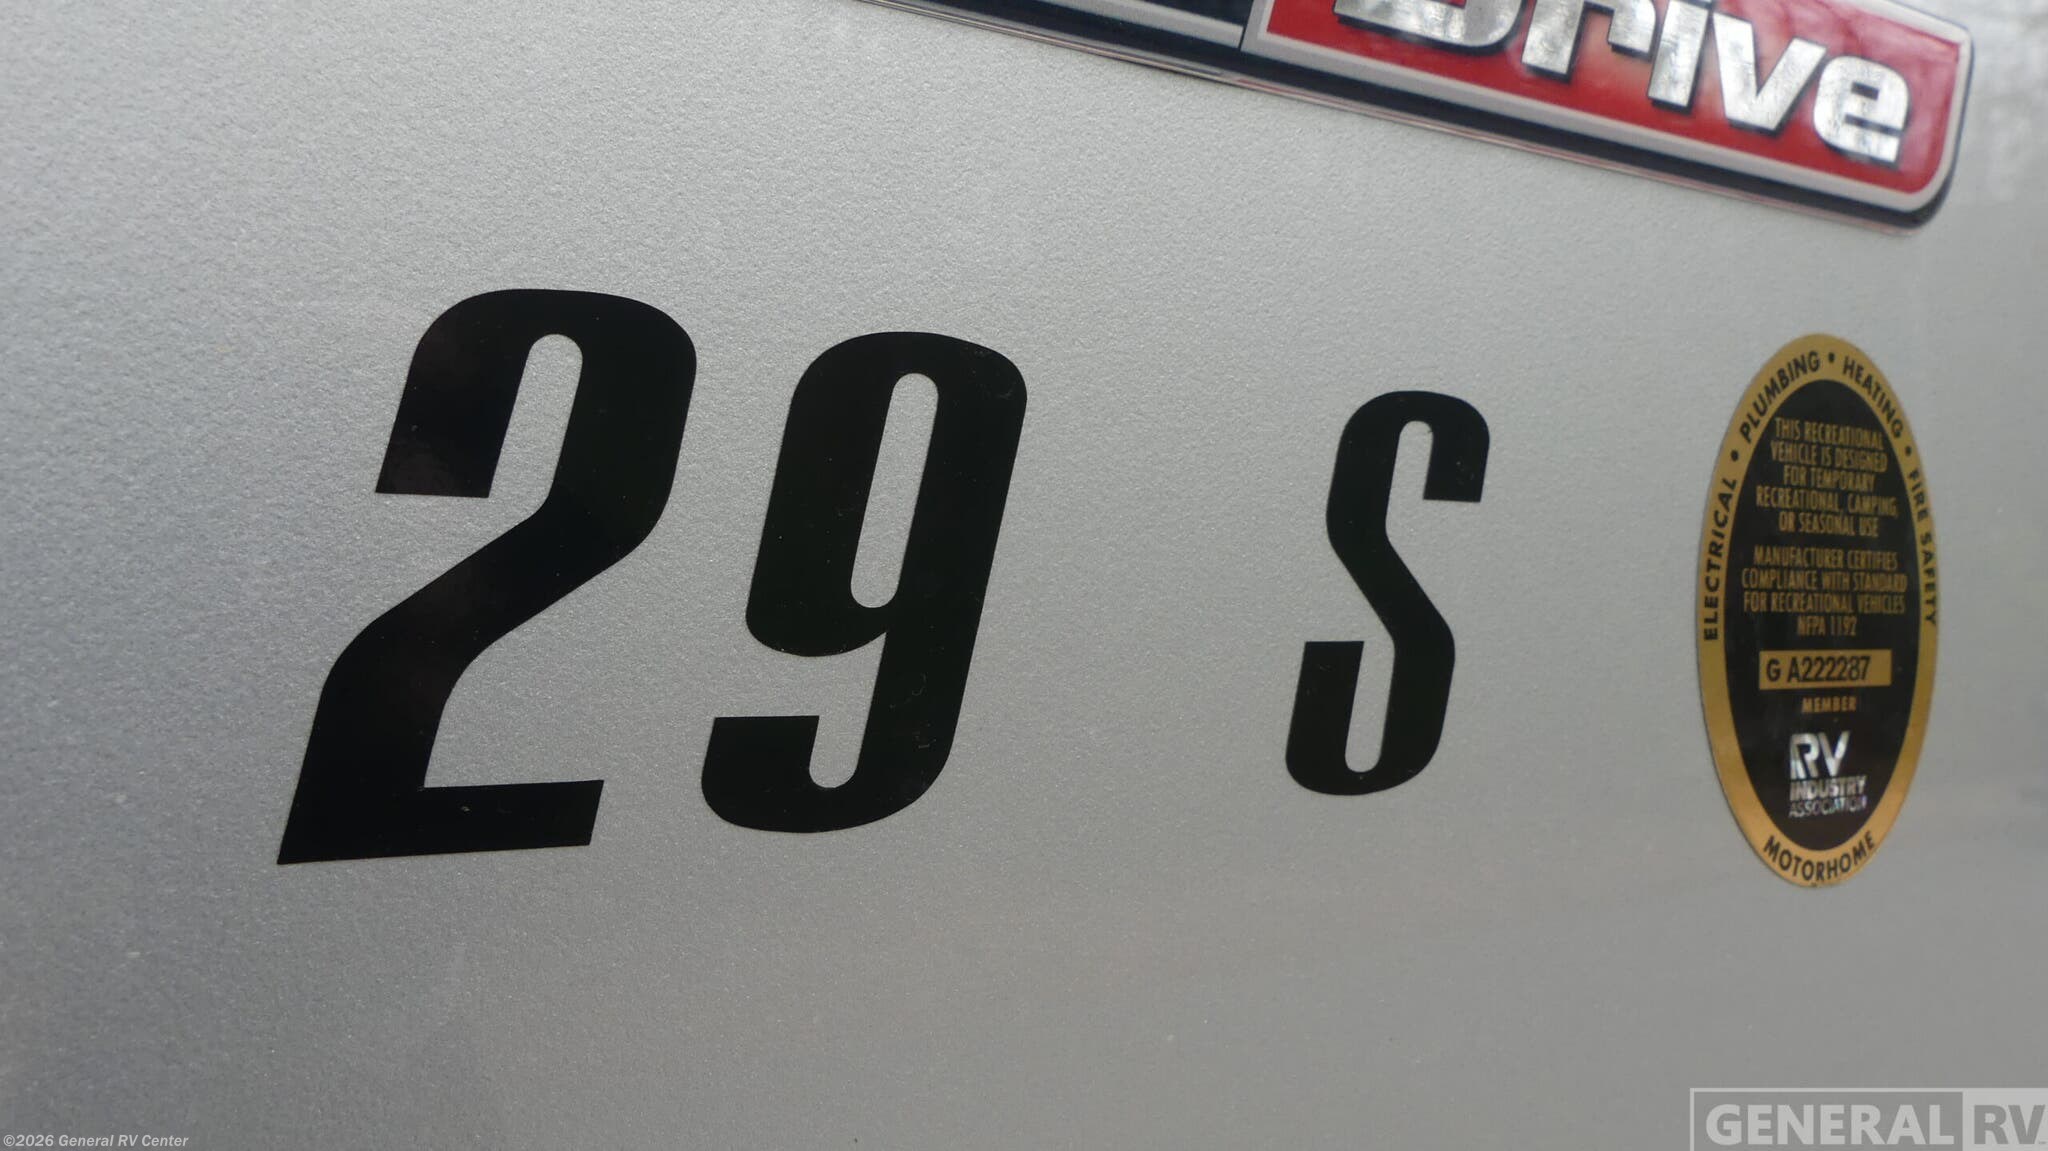 Drive
29 S
ELECTRICAL • PLUMBING • HEATING • FIRE SAFETY
THIS RECREATIONAL
VEHICLE IS DESIGNED
FOR TEMPORARY
RECREATIONAL, CAMPING,
OR SEASONAL USE
MANUFACTURER CERTIFIES
COMPLIANCE WITH STANDARD
FOR RECREATIONAL VEHICLES
NFPA 1192
G A222287
MEMBER
RV
INDUSTRY
ASSOCIATION
MOTORHOME
©2026 General RV Center
GENERAL RV